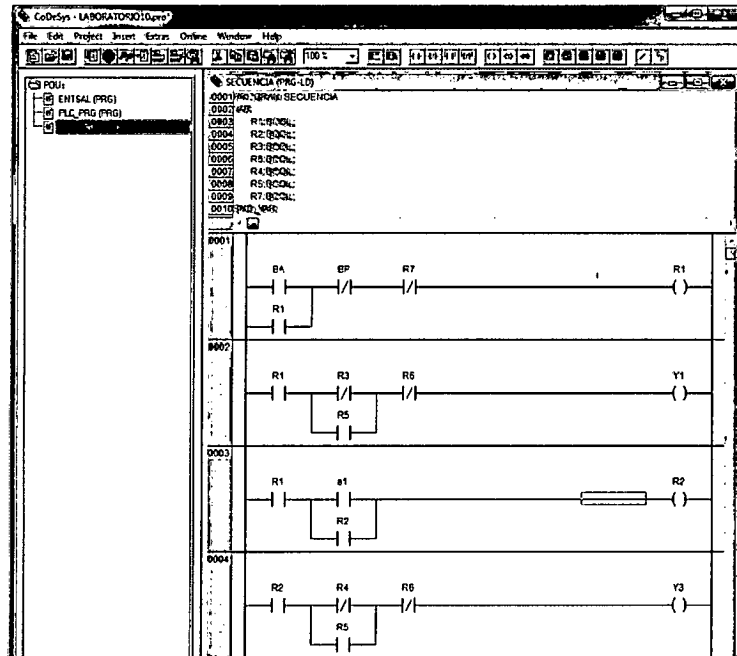 CoDeSys - LABORATORIO10.pro*
File Edit Project Insert Extras Online Window Help
100 %
POUs
ENTSAL (PRG)
PLC_PRG (PRG)
SECUENCIA (PRG-LD)
0001 PROGRAM SECUENCIA
0002 VAR
0003 R1:BOOL;
0004 R2:BOOL;
0005 R3:BOOL;
0006
0007 R4:BOOL;
0008 R5:BOOL;
0009 R7:BOOL;
0010 END_VAR
0001
BA BP R7 R1
R1
0002
R1 R3 R6 Y1
R5
0003
R1 a1 R2
R2
0004
R2 R4 R6 Y3
R5